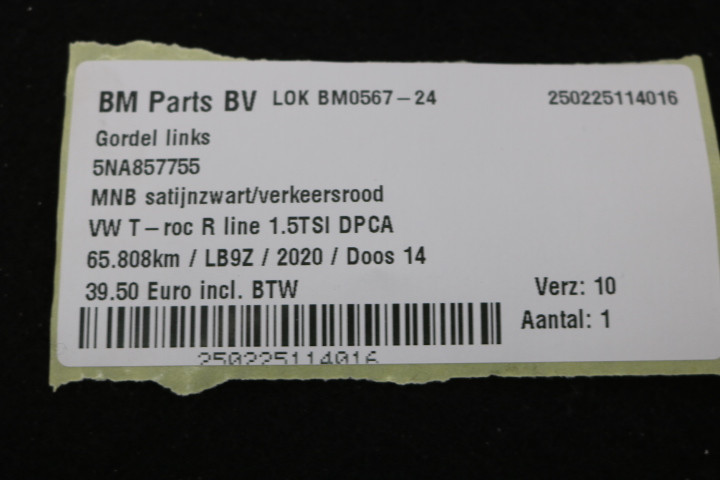 BM Parts BV LOK BM0567-24 250225114016
Gordel links
5NA857755
MNB satijnzwart/verkeersrood
VW T-roc R line 1.5TSI DPCA
65.808km / LB9Z / 2020 / Doos 14
39.50 Euro incl. BTW Verz: 10
Aantal: 1
250225114016